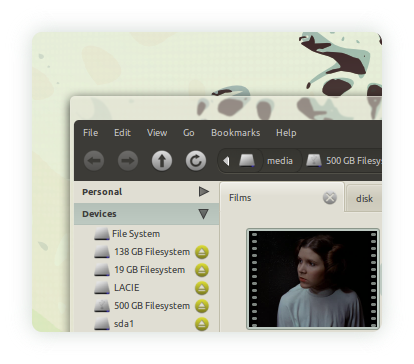 File Edit View Go Bookmarks Help
media 500 GB Filesy
Personal
Films
disk
Devices
File System
138 GB Filesystem
19 GB Filesystem
LACIE
500 GB Filesystem
sda1